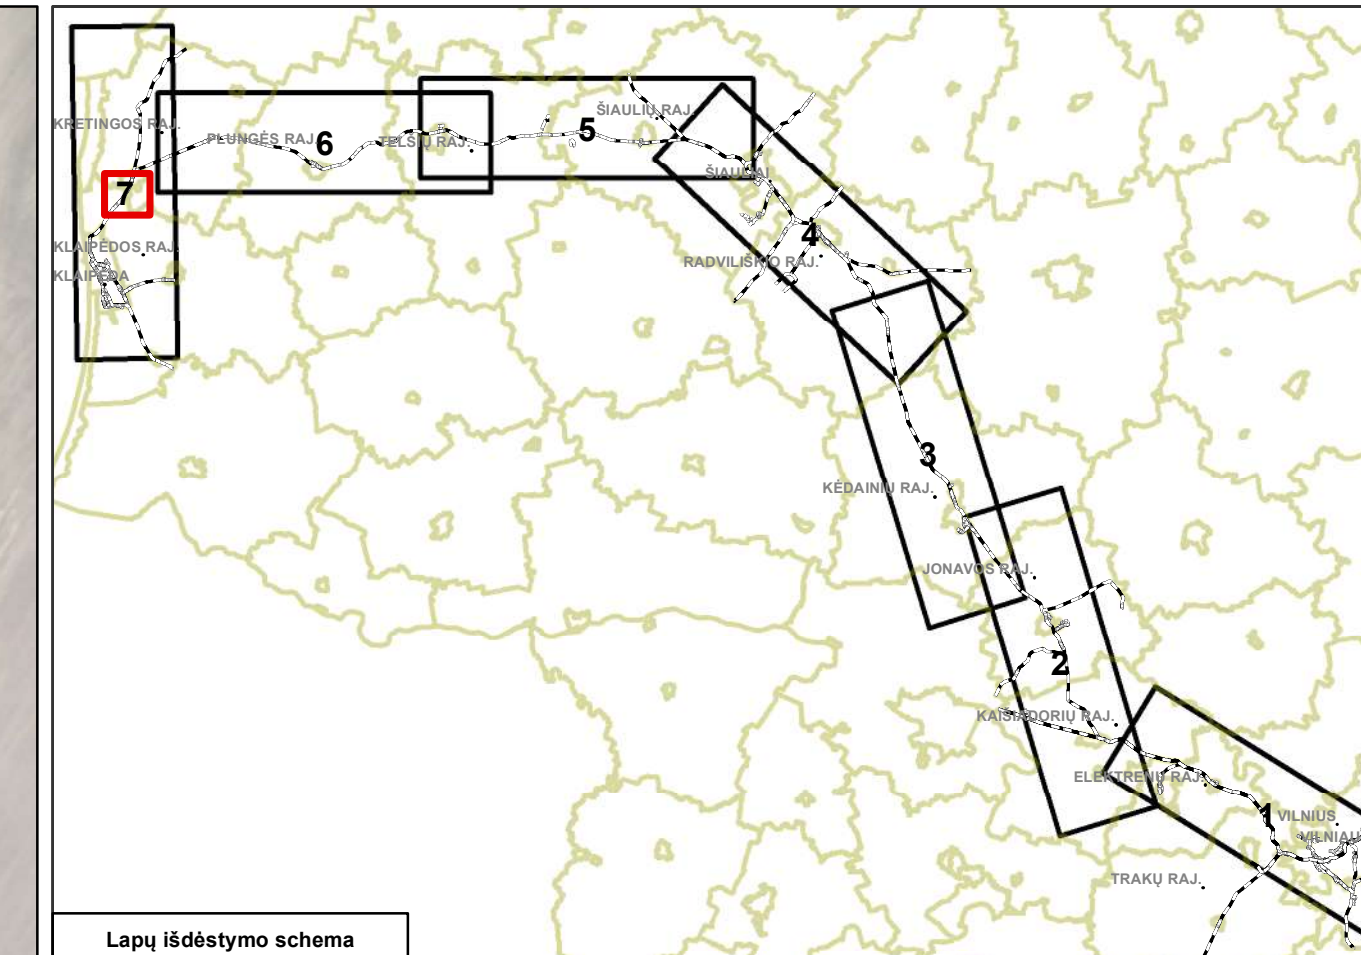 KRETINGOS RAJ.
PLUNGĖS RAJ.
6
TELŠIŲ RAJ.
5
ŠIAULIŲ RAJ.
ŠIAULIAI
7
KLAIPĖDOS RAJ.
KLAIPĖDA
4
RADVILIŠKIO RAJ.
3
KĖDAINIŲ RAJ.
JONAVOS RAJ.
2
KAIŠIADORIŲ RAJ.
ELEKTRĖNŲ RAJ.
1
VILNIUS
TRAKŲ RAJ.
Lapų išdėstymo schema